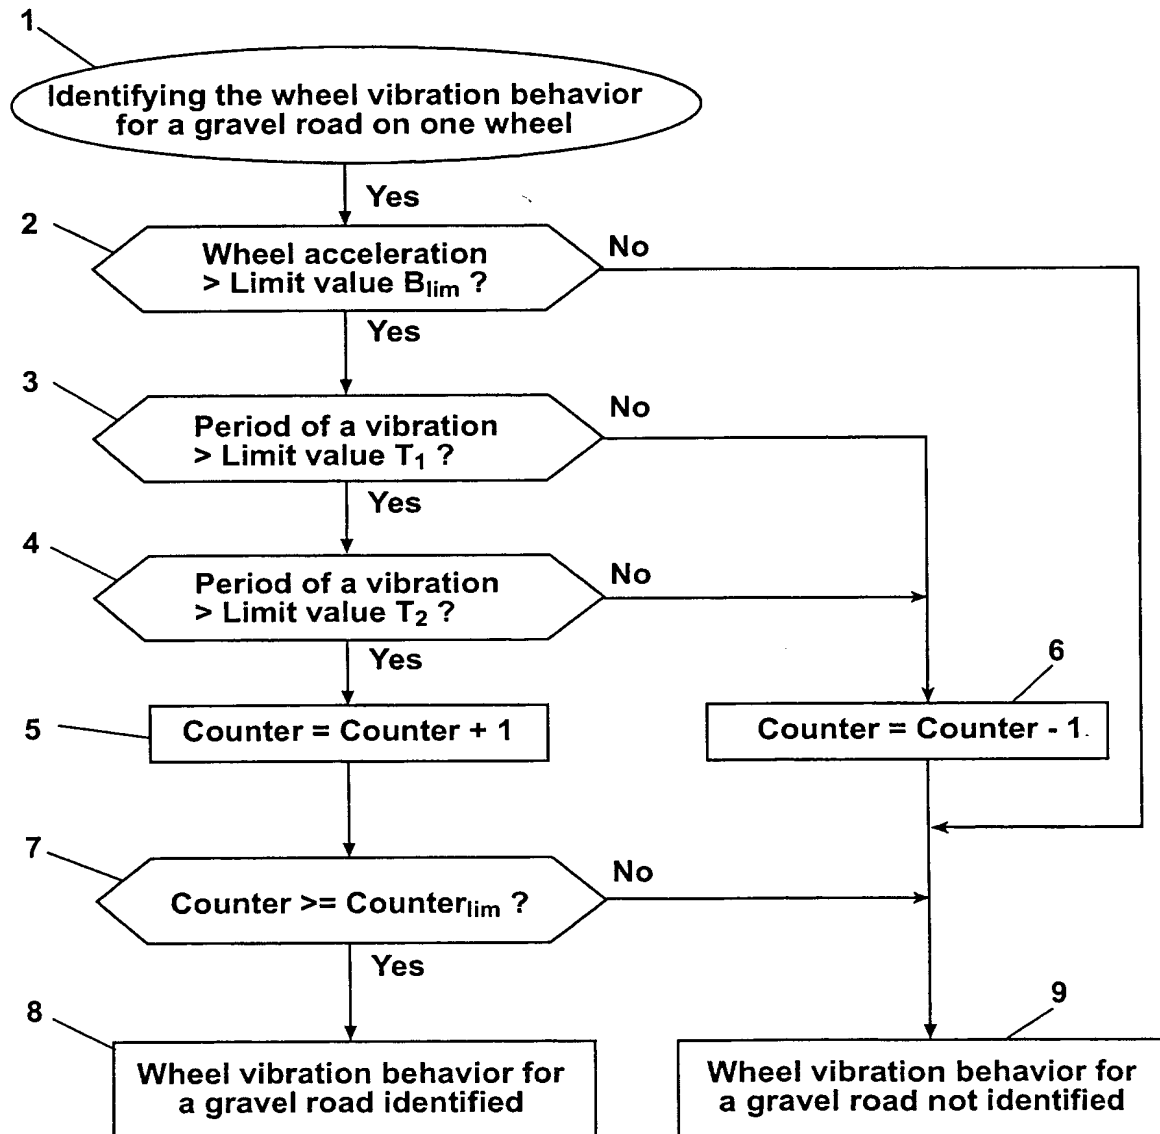 1
Identifying the wheel vibration behavior
for a gravel road on one wheel
Yes
2
Wheel acceleration
> Limit value Blim ?
No
Yes
3
Period of a vibration
> Limit value T1 ?
No
Yes
4
Period of a vibration
> Limit value T2 ?
No
Yes
5
Counter = Counter + 1
6
Counter = Counter - 1
7
Counter >= Counterlim ?
No
Yes
8
Wheel vibration behavior for
a gravel road identified
9
Wheel vibration behavior for
a gravel road not identified